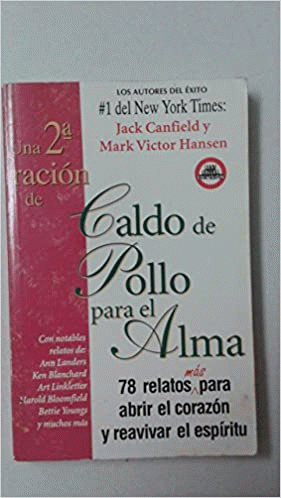 LOS AUTORES DEL ÉXITO
#1 del New York Times:
Jack Canfield y
Mark Victor Hansen
Una 2ª
ración
de
Caldo de
Pollo
para el
Alma
Con notables
relatos de:
Ann Landers
Ken Blanchard
Art Linkletter
Harold Bloomfield
Bettie Youngs
y muchos más
más
78 relatos para
abrir el corazón
y reavivar el espíritu